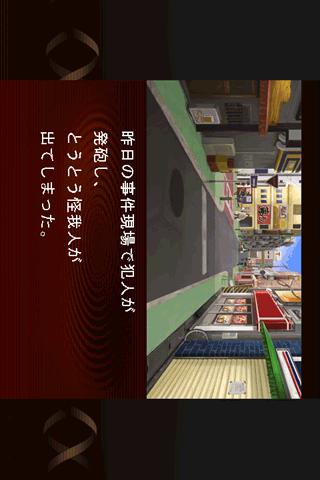 昨日の事件現場で犯人が
発砲し、
とうとう怪我人が
出てしまった。